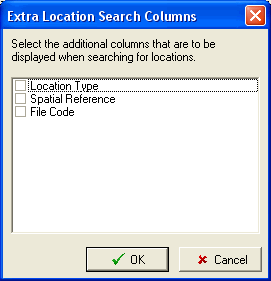 Extra Location Search Columns
Select the additional columns that are to be
displayed when searching for locations.
Location Type
Spatial Reference
File Code
OK
Cancel